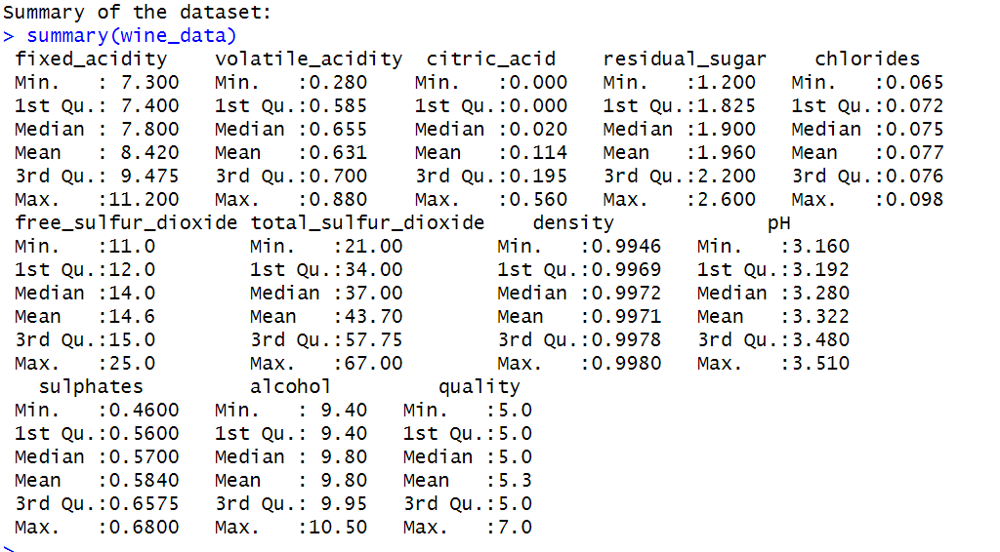 Summary of the dataset:
> summary(wine_data)
 fixed_acidity    volatile_acidity  citric_acid    residual_sugar    chlorides
 Min.   : 7.300   Min.   :0.280    Min.   :0.000   Min.   :1.200   Min.   :0.065
 1st Qu.: 7.400   1st Qu.:0.585    1st Qu.:0.000   1st Qu.:1.825   1st Qu.:0.072
 Median : 7.800   Median :0.655    Median :0.020   Median :1.900   Median :0.075
 Mean   : 8.420   Mean   :0.631    Mean   :0.114   Mean   :1.960   Mean   :0.077
 3rd Qu.: 9.475   3rd Qu.:0.700    3rd Qu.:0.195   3rd Qu.:2.200   3rd Qu.:0.076
 Max.   :11.200   Max.   :0.880    Max.   :0.560   Max.   :2.600   Max.   :0.098
 free_sulfur_dioxide total_sulfur_dioxide    density             pH
 Min.   :11.0        Min.   :21.00        Min.   :0.9946   Min.   :3.160
 1st Qu.:12.0        1st Qu.:34.00        1st Qu.:0.9969   1st Qu.:3.192
 Median :14.0        Median :37.00        Median :0.9972   Median :3.280
 Mean   :14.6        Mean   :43.70        Mean   :0.9971   Mean   :3.322
 3rd Qu.:15.0        3rd Qu.:57.75        3rd Qu.:0.9978   3rd Qu.:3.480
 Max.   :25.0        Max.   :67.00        Max.   :0.9980   Max.   :3.510
   sulphates         alcohol         quality
 Min.   :0.4600   Min.   : 9.40   Min.   :5.0
 1st Qu.:0.5600   1st Qu.: 9.40   1st Qu.:5.0
 Median :0.5700   Median : 9.80   Median :5.0
 Mean   :0.5840   Mean   : 9.80   Mean   :5.3
 3rd Qu.:0.6575   3rd Qu.: 9.95   3rd Qu.:5.0
 Max.   :0.6800   Max.   :10.50   Max.   :7.0
>